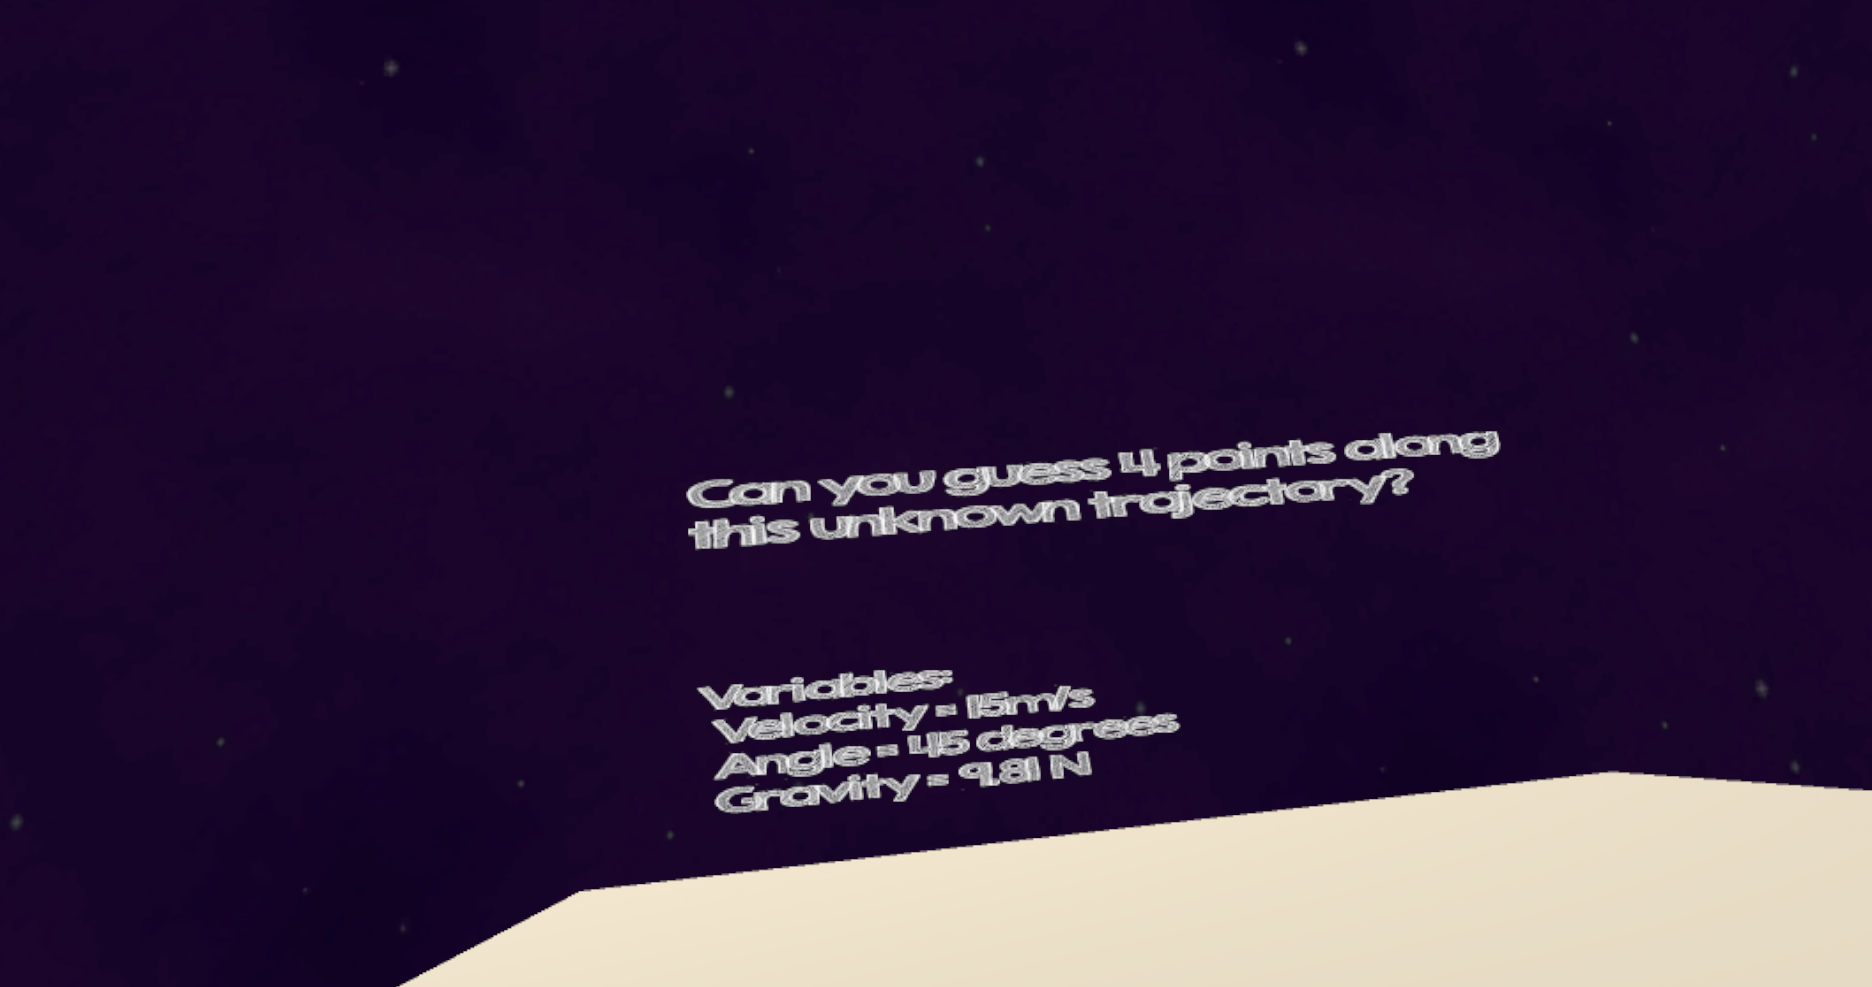 Can you guess 4 points along
this unknown trajectory?
Variables:
Velocity = 15m/s
Angle = 45 degrees
Gravity = 9.81 N